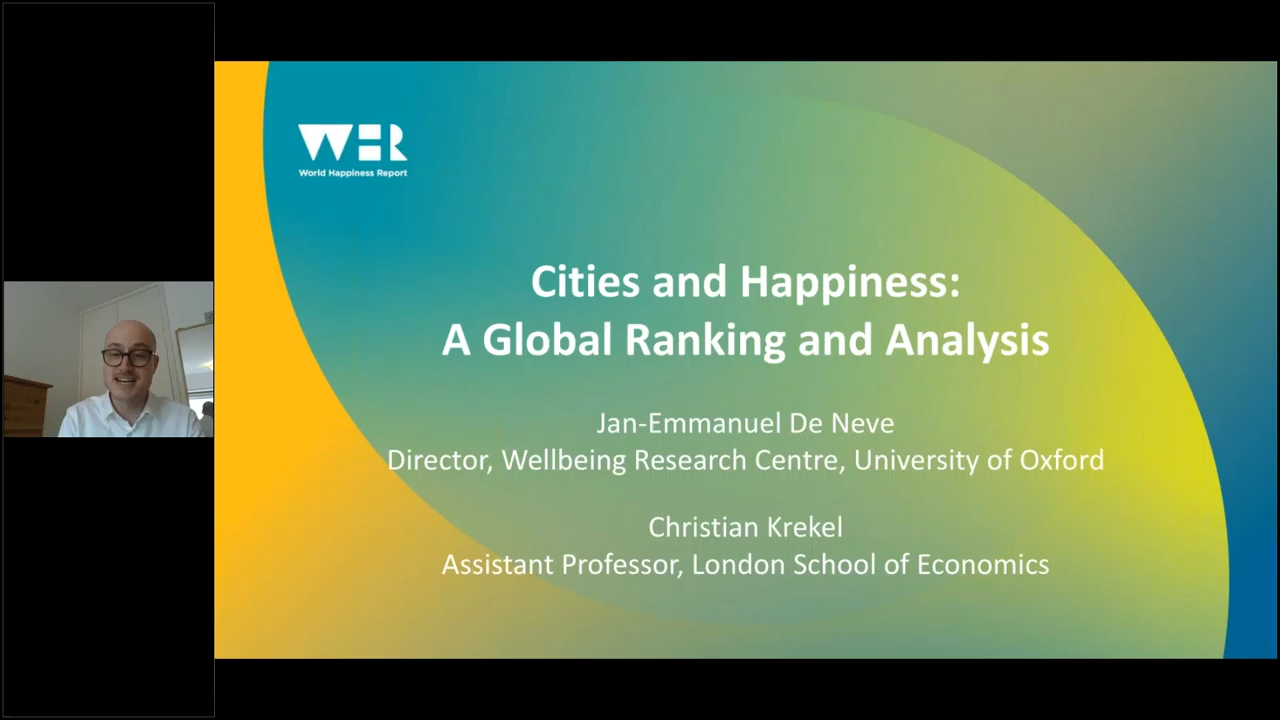 WHR
World Happiness Report
Cities and Happiness:
A Global Ranking and Analysis
Jan-Emmanuel De Neve
Director, Wellbeing Research Centre, University of Oxford
Christian Krekel
Assistant Professor, London School of Economics